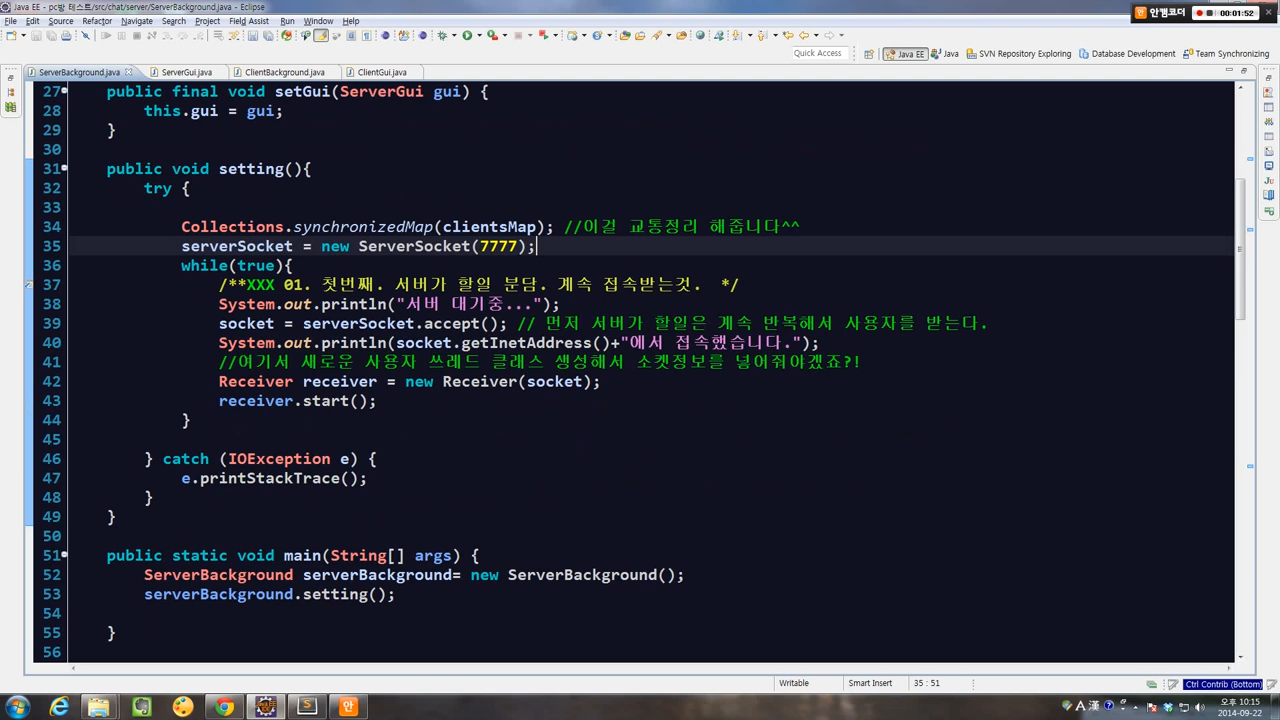 Java EE - pc방 테스트/src/chat/server/ServerBackground.java - Eclipse
안캠코더 00:01:52
File Edit Source Refactor Navigate Search Project Field Assist Run Window Help
Quick Access Java EE Java SVN Repository Exploring Database Development Team Synchronizing
ServerBackground.java ServerGui.java ClientBackground.java ClientGui.java
27 public final void setGui(ServerGui gui) {
28 this.gui = gui;
29 }
30
31 public void setting(){
32 try {
33
34 Collections.synchronizedMap(clientsMap); //이걸 교통정리 해줍니다^^
35 serverSocket = new ServerSocket(7777);
36 while(true){
37 /**XXX 01. 첫번째. 서버가 할일 분담. 계속 접속받는것. */
38 System.out.println("서버 대기중...");
39 socket = serverSocket.accept(); // 먼저 서버가 할일은 계속 반복해서 사용자를 받는다.
40 System.out.println(socket.getInetAddress()+"에서 접속했습니다.");
41 //여기서 새로운 사용자 쓰레드 클래스 생성해서 소켓정보를 넣어줘야겠죠?!
42 Receiver receiver = new Receiver(socket);
43 receiver.start();
44 }
45
46 } catch (IOException e) {
47 e.printStackTrace();
48 }
49 }
50
51 public static void main(String[] args) {
52 ServerBackground serverBackground= new ServerBackground();
53 serverBackground.setting();
54
55 }
56
Writable Smart Insert 35 : 51 Ctrl Contrib (Bottom)
A 漢 오후 10:15
2014-09-22